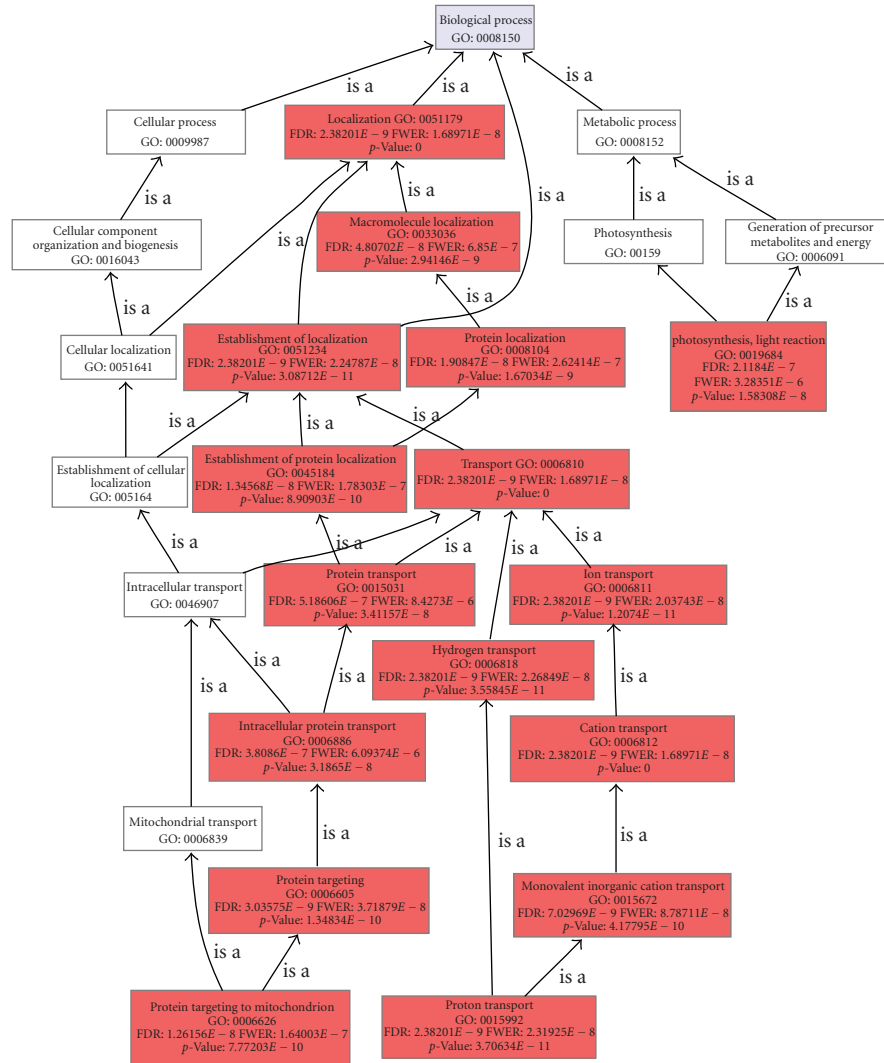 Biological process
GO: 0008150
is a
is a
is a
Cellular process
GO: 0009987
Localization GO: 0051179
FDR: 2.38201E − 9 FWER: 1.68971E − 8
p-Value: 0
Metabolic process
GO: 0008152
is a
is a
is a
is a
is a
is a
Cellular component
organization and biogenesis
GO: 0016043
Macromolecule localization
GO: 0033036
FDR: 4.80702E − 8 FWER: 6.85E − 7
p-Value: 2.94146E − 9
Photosynthesis
GO: 00159
Generation of precursor
metabolites and energy
GO: 0006091
is a
is a
is a
Cellular localization
GO: 0051641
Establishment of localization
GO: 0051234
FDR: 2.38201E − 9 FWER: 2.24787E − 8
p-Value: 3.08712E − 11
Protein localization
GO: 0008104
FDR: 1.90847E − 8 FWER: 2.62414E − 7
p-Value: 1.67034E − 9
photosynthesis, light reaction
GO: 0019684
FDR: 2.1184E − 7
FWER: 3.28351E − 6
p-Value: 1.58308E − 8
is a
is a
is a
Establishment of cellular
localization
GO: 005164
Establishment of protein localization
GO: 0045184
FDR: 1.34568E − 8 FWER: 1.78303E − 7
p-Value: 8.90903E − 10
Transport GO: 0006810
FDR: 2.38201E − 9 FWER: 1.68971E − 8
p-Value: 0
is a
is a
is a
is a
is a
Intracellular transport
GO: 0046907
Protein transport
GO: 0015031
FDR: 5.18606E − 7 FWER: 8.4273E − 6
p-Value: 3.41157E − 8
Ion transport
GO: 0006811
FDR: 2.38201E − 9 FWER: 2.03743E − 8
p-Value: 1.2074E − 11
Hydrogen transport
GO: 0006818
FDR: 2.38201E − 9 FWER: 2.26849E − 8
p-Value: 3.55845E − 11
is a
is a
is a
is a
Intracellular protein transport
GO: 0006886
FDR: 3.8086E − 7 FWER: 6.09374E − 6
p-Value: 3.1865E − 8
Cation transport
GO: 0006812
FDR: 2.38201E − 9 FWER: 1.68971E − 8
p-Value: 0
Mitochondrial transport
GO: 0006839
is a
is a
is a
Protein targeting
GO: 0006605
FDR: 3.03575E − 9 FWER: 3.71879E − 8
p-Value: 1.34834E − 10
Monovalent inorganic cation transport
GO: 0015672
FDR: 7.02969E − 9 FWER: 8.78711E − 8
p-Value: 4.17795E − 10
is a
is a
is a
Protein targeting to mitochondrion
GO: 0006626
FDR: 1.26156E − 8 FWER: 1.64003E − 7
p-Value: 7.77203E − 10
Proton transport
GO: 0015992
FDR: 2.38201E − 9 FWER: 2.31925E − 8
p-Value: 3.70634E − 11